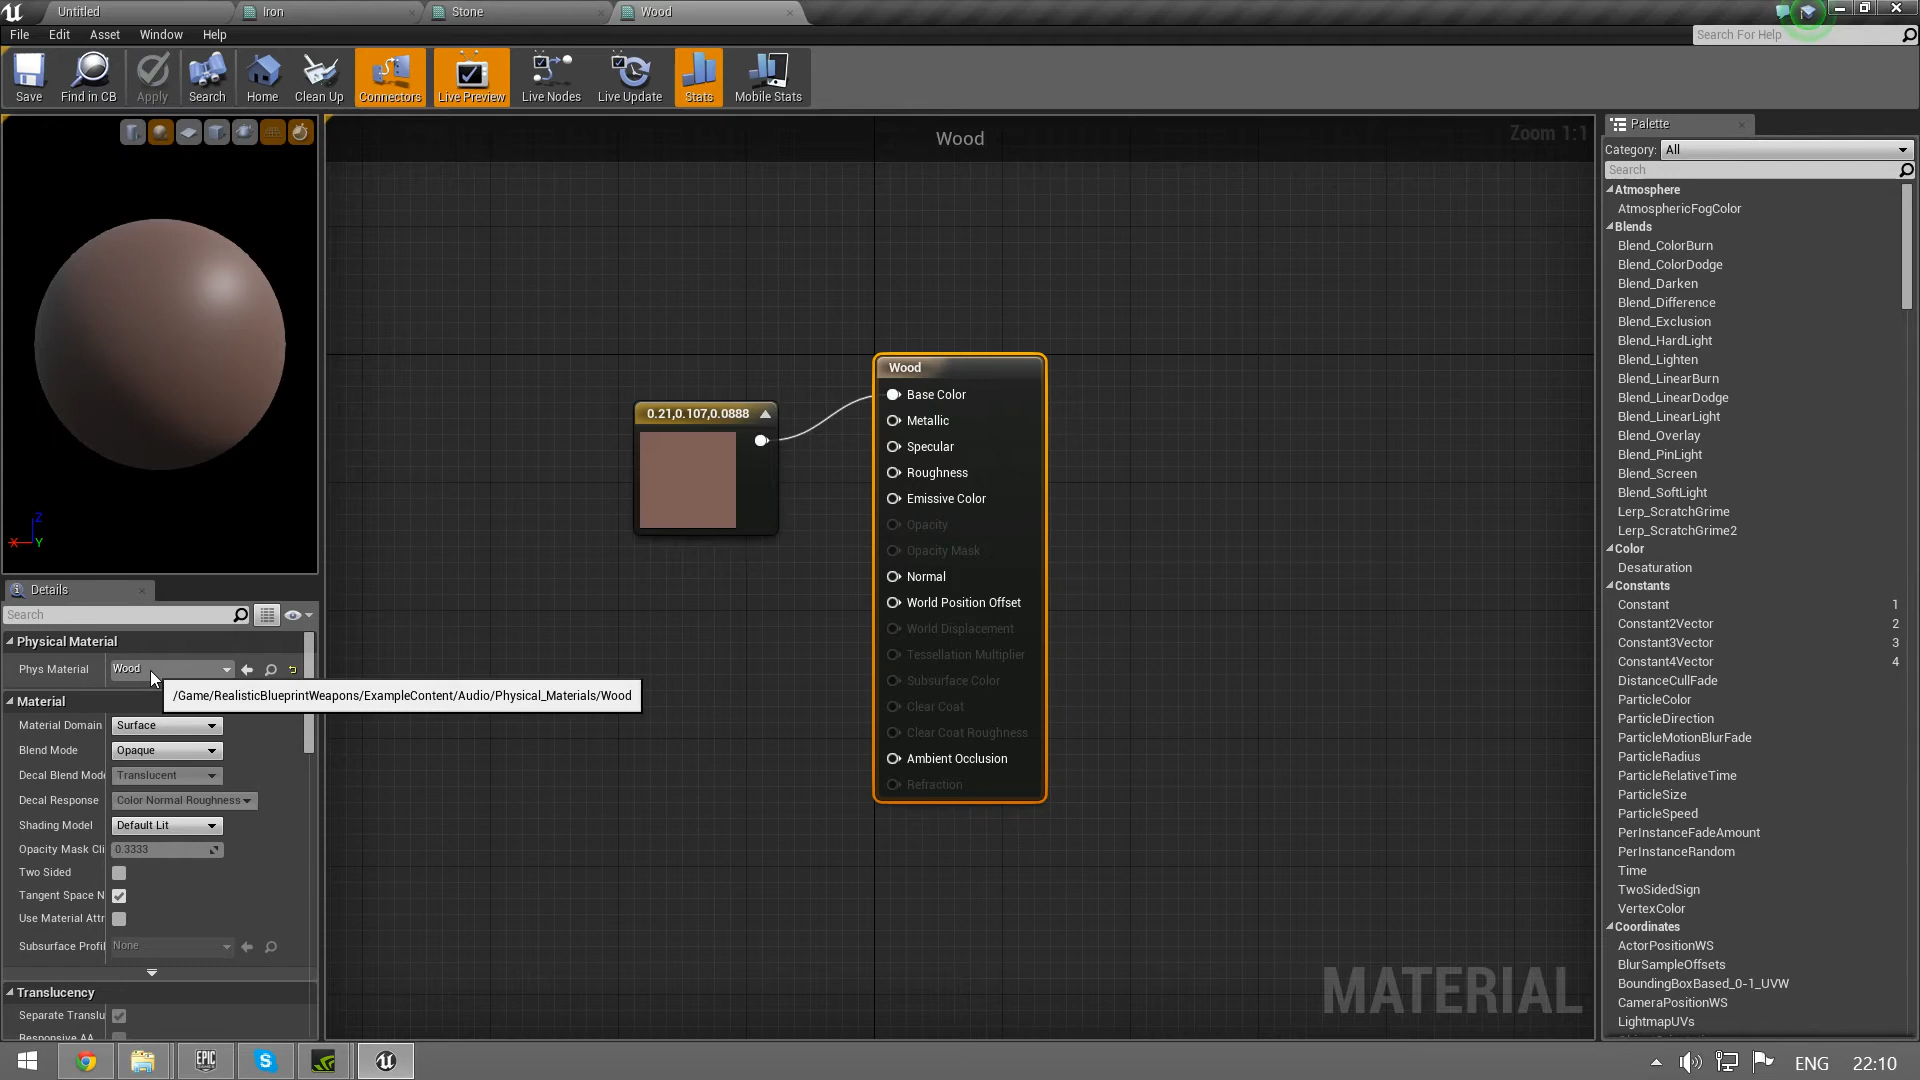 Untitled
Iron
Stone
Wood
File
Edit
Asset
Window
Help
Search For Help
Save
Find in CB
Apply
Search
Home
Clean Up
Connectors
Live Preview
Live Nodes
Live Update
Stats
Mobile Stats
Wood
Zoom 1:1
Z
X
Y
0.21,0.107,0.0888
Wood
Base Color
Metallic
Specular
Roughness
Emissive Color
Opacity
Opacity Mask
Normal
World Position Offset
World Displacement
Tessellation Multiplier
Subsurface Color
Clear Coat
Clear Coat Roughness
Ambient Occlusion
Refraction
MATERIAL
Details
Search
Physical Material
Phys Material
Wood
/Game/RealisticBlueprintWeapons/ExampleContent/Audio/Physical_Materials/Wood
Material
Material Domain
Surface
Blend Mode
Opaque
Decal Blend Mode
Translucent
Decal Response
Color Normal Roughness
Shading Model
Default Lit
Opacity Mask Cli
0.3333
Two Sided
Tangent Space N
Use Material Attr
Subsurface Profil
None
Translucency
Separate Translu
Responsive AA
Palette
Category:
All
Search
Atmosphere
AtmosphericFogColor
Blends
Blend_ColorBurn
Blend_ColorDodge
Blend_Darken
Blend_Difference
Blend_Exclusion
Blend_HardLight
Blend_Lighten
Blend_LinearBurn
Blend_LinearDodge
Blend_LinearLight
Blend_Overlay
Blend_PinLight
Blend_Screen
Blend_SoftLight
Lerp_ScratchGrime
Lerp_ScratchGrime2
Color
Desaturation
Constants
Constant 1
Constant2Vector 2
Constant3Vector 3
Constant4Vector 4
DistanceCullFade
ParticleColor
ParticleDirection
ParticleMotionBlurFade
ParticleRadius
ParticleRelativeTime
ParticleSize
ParticleSpeed
PerInstanceFadeAmount
PerInstanceRandom
Time
TwoSidedSign
VertexColor
Coordinates
ActorPositionWS
BlurSampleOffsets
BoundingBoxBased_0-1_UVW
CameraPositionWS
LightmapUVs
EPIC
ENG
22:10